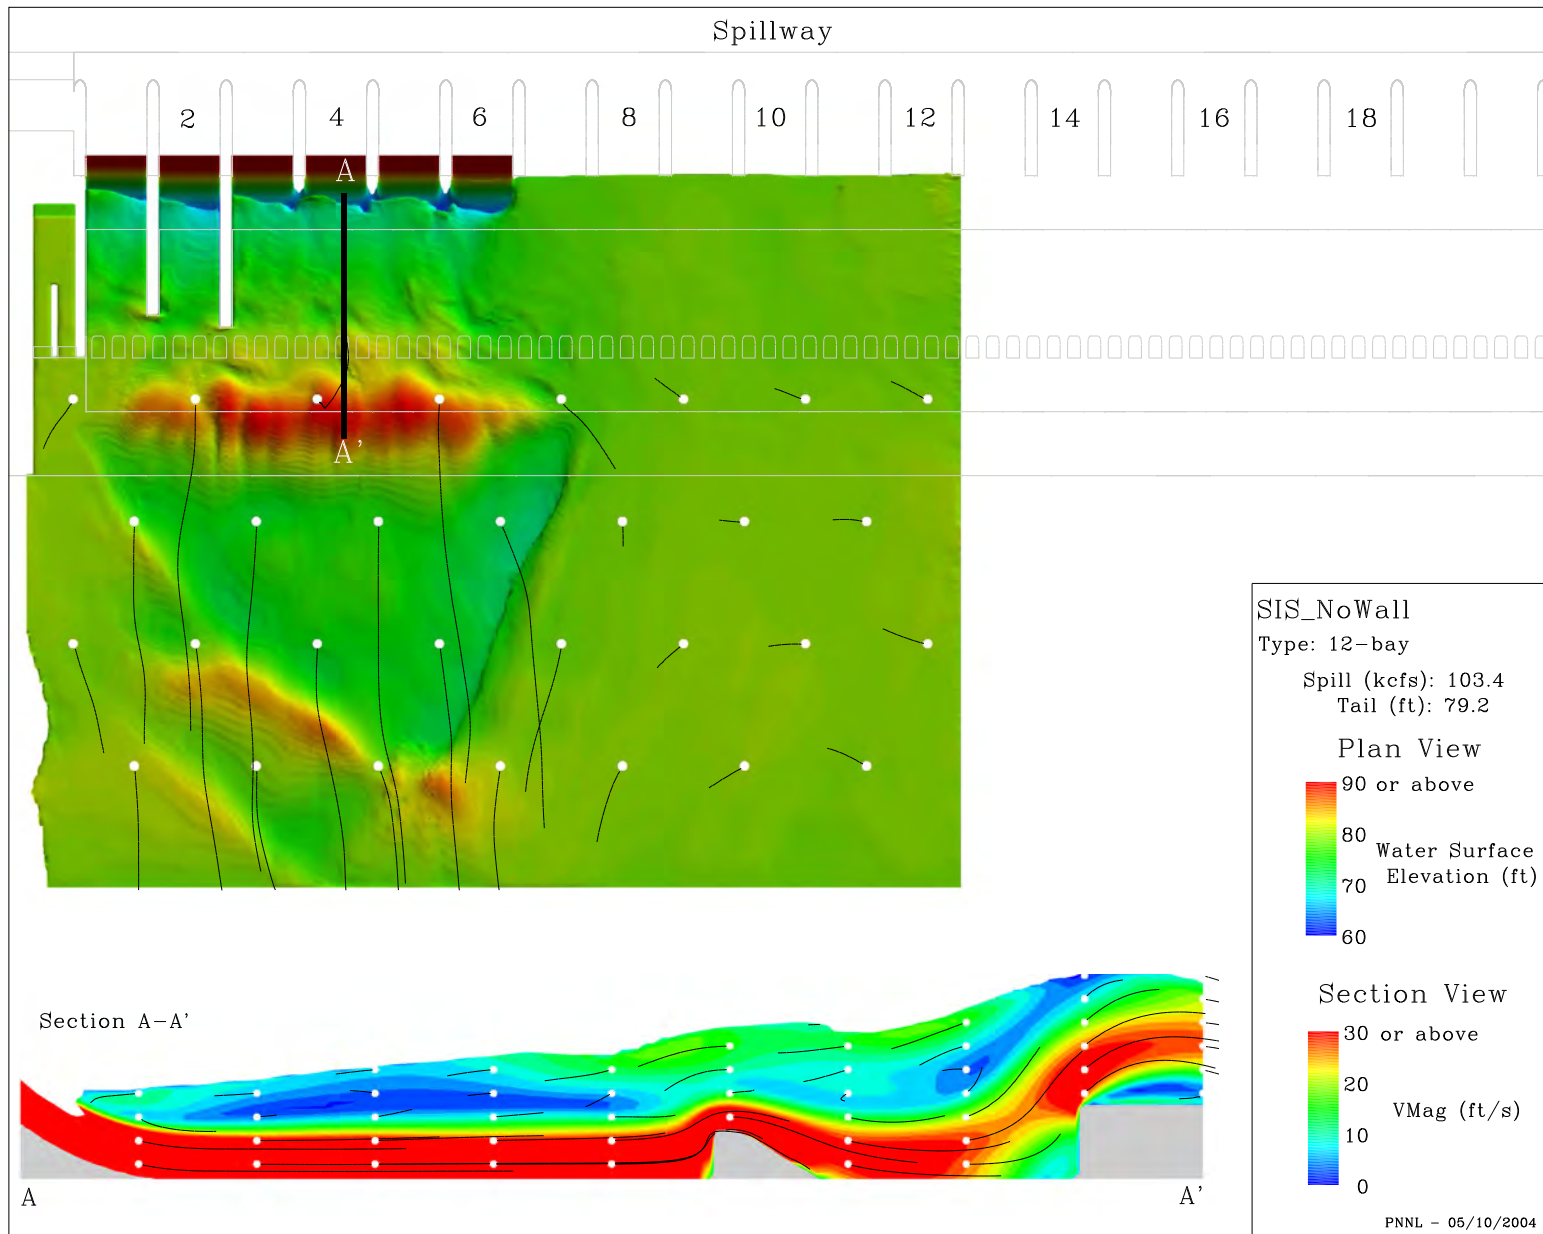 Spillway
2 4 6 8 10 12 14 16 18
A
A'
SIS_NoWall
Type: 12-bay
Spill (kcfs): 103.4
Tail (ft): 79.2
Plan View
90 or above
80
Water Surface
Elevation (ft)
70
60
Section A-A'
Section View
30 or above
20
VMag (ft/s)
10
0
A A'
PNNL - 05/10/2004